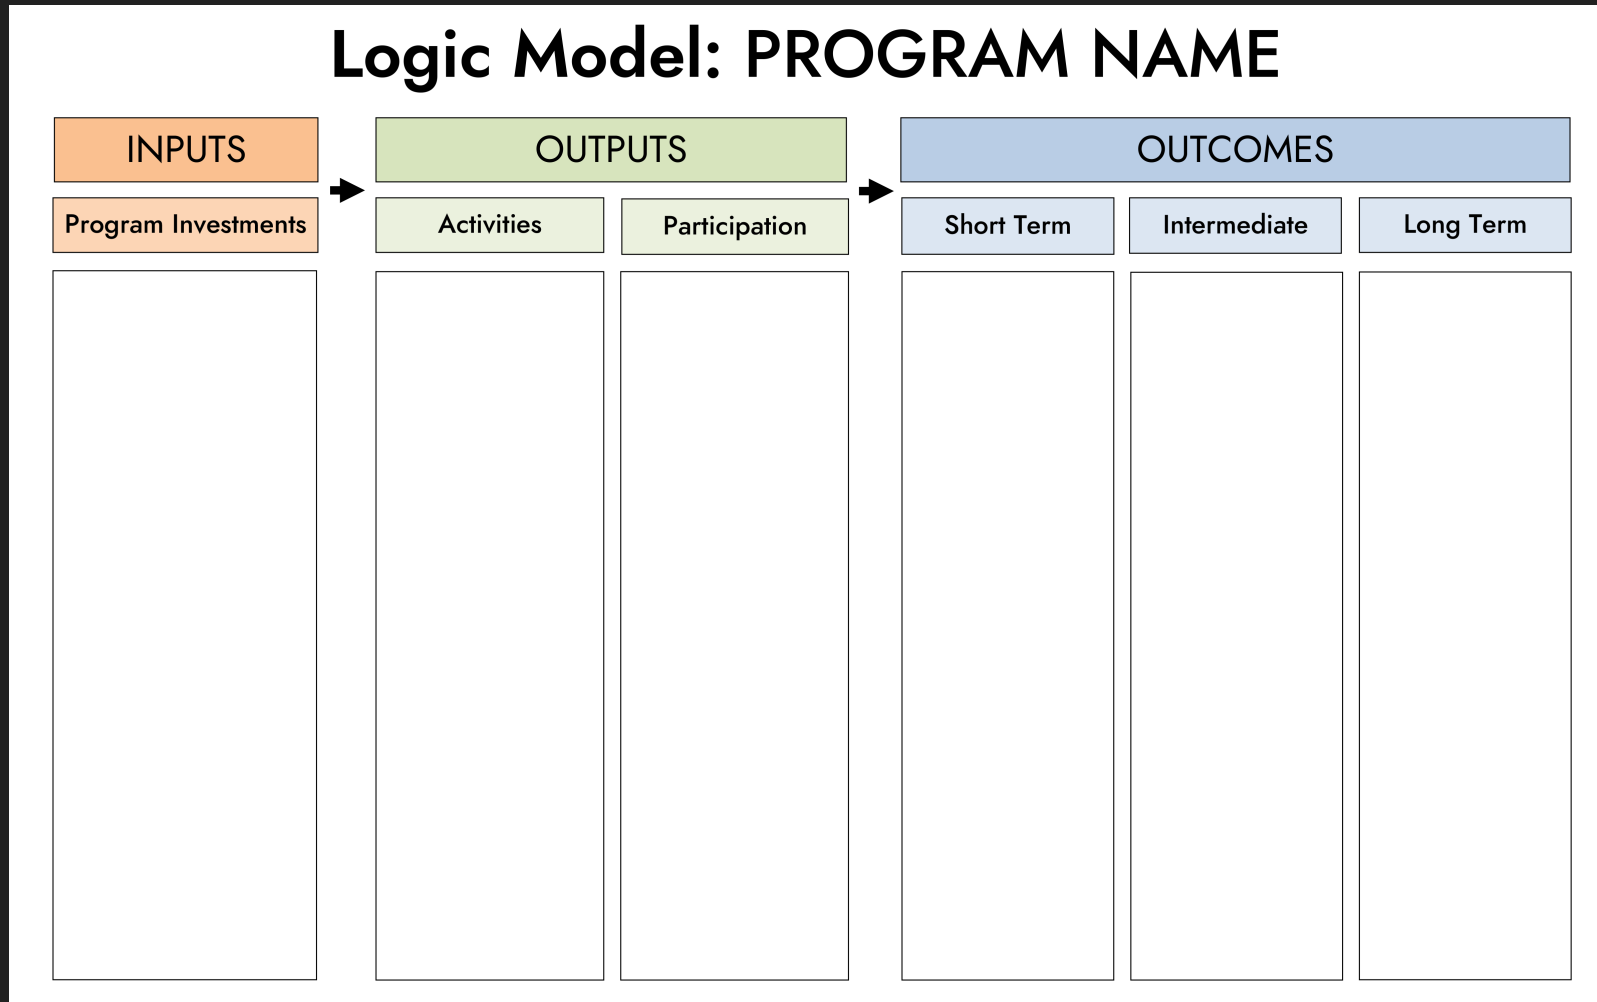 Logic Model: PROGRAM NAME
INPUTS
OUTPUTS
OUTCOMES
Program Investments
Activities
Participation
Short Term
Intermediate
Long Term